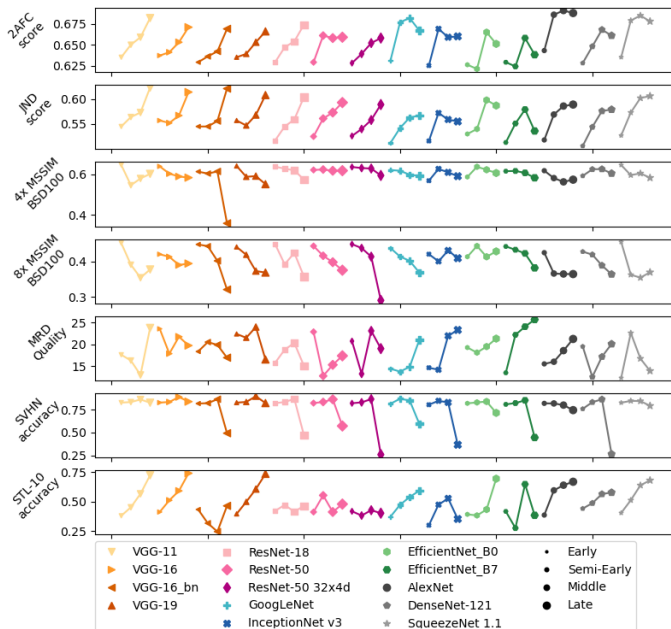 2AFC
score
0.675
0.650
0.625
JND
score
0.60
0.55
4x MSSIM
BSD100
0.6
0.4
8x MSSIM
BSD100
0.4
0.3
MRD
Quality
25
20
15
SVHN
accuracy
0.75
0.50
0.25
STL-10
accuracy
0.75
0.50
0.25
VGG-11
VGG-16
VGG-16_bn
VGG-19
ResNet-18
ResNet-50
ResNet-50 32x4d
GoogLeNet
InceptionNet v3
EfficientNet_B0
EfficientNet_B7
AlexNet
DenseNet-121
SqueezeNet 1.1
Early
Semi-Early
Middle
Late